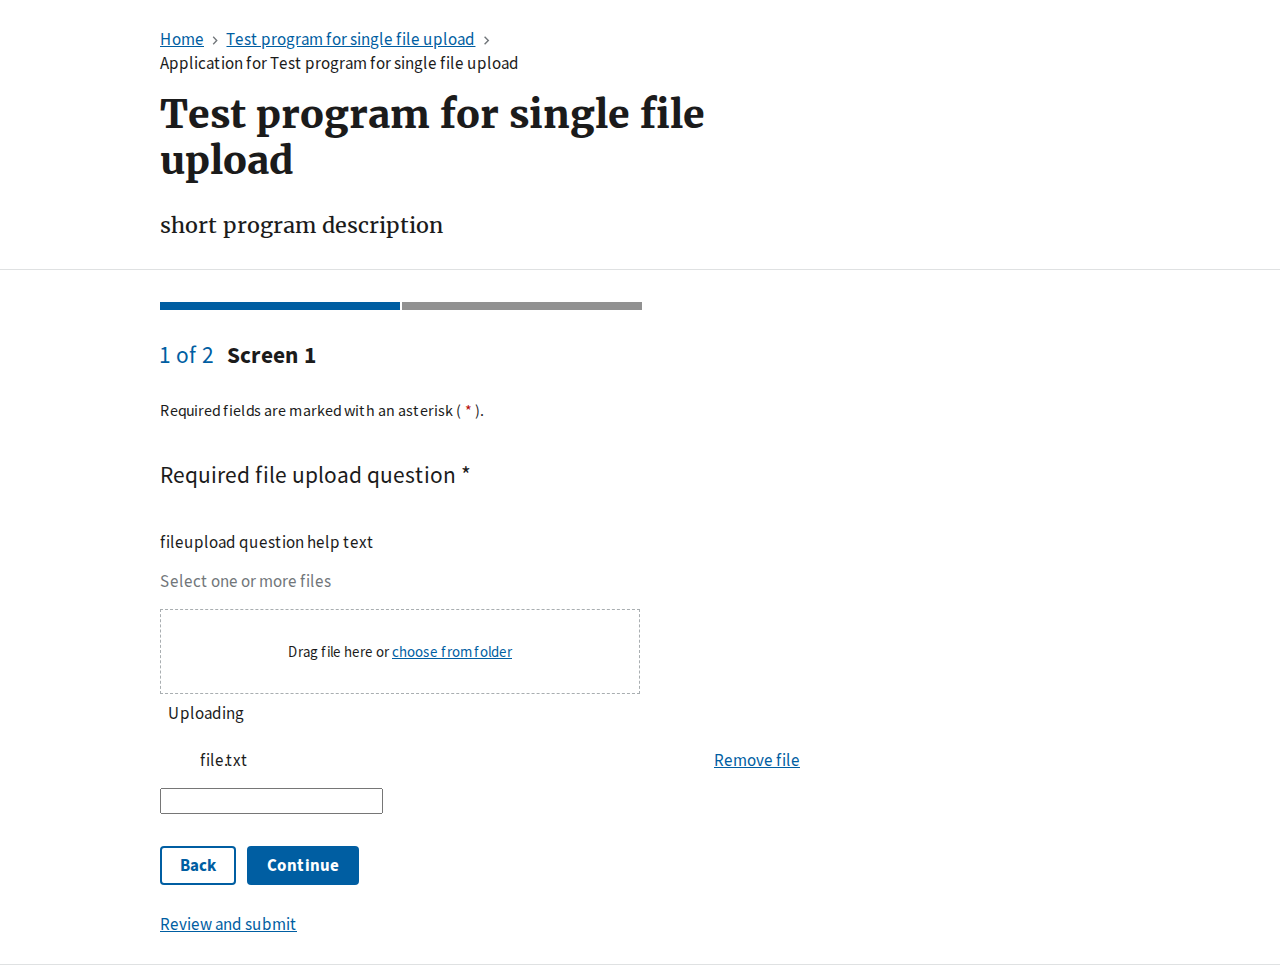 Home > Test program for single file upload >
Application for Test program for single file upload
Test program for single file
upload
short program description
1 of 2 Screen 1
Required fields are marked with an asterisk ( * ).
Required file upload question *
fileupload question help text
Select one or more files
Drag file here or choose from folder
Uploading
file.txt Remove file
Back Continue
Review and submit